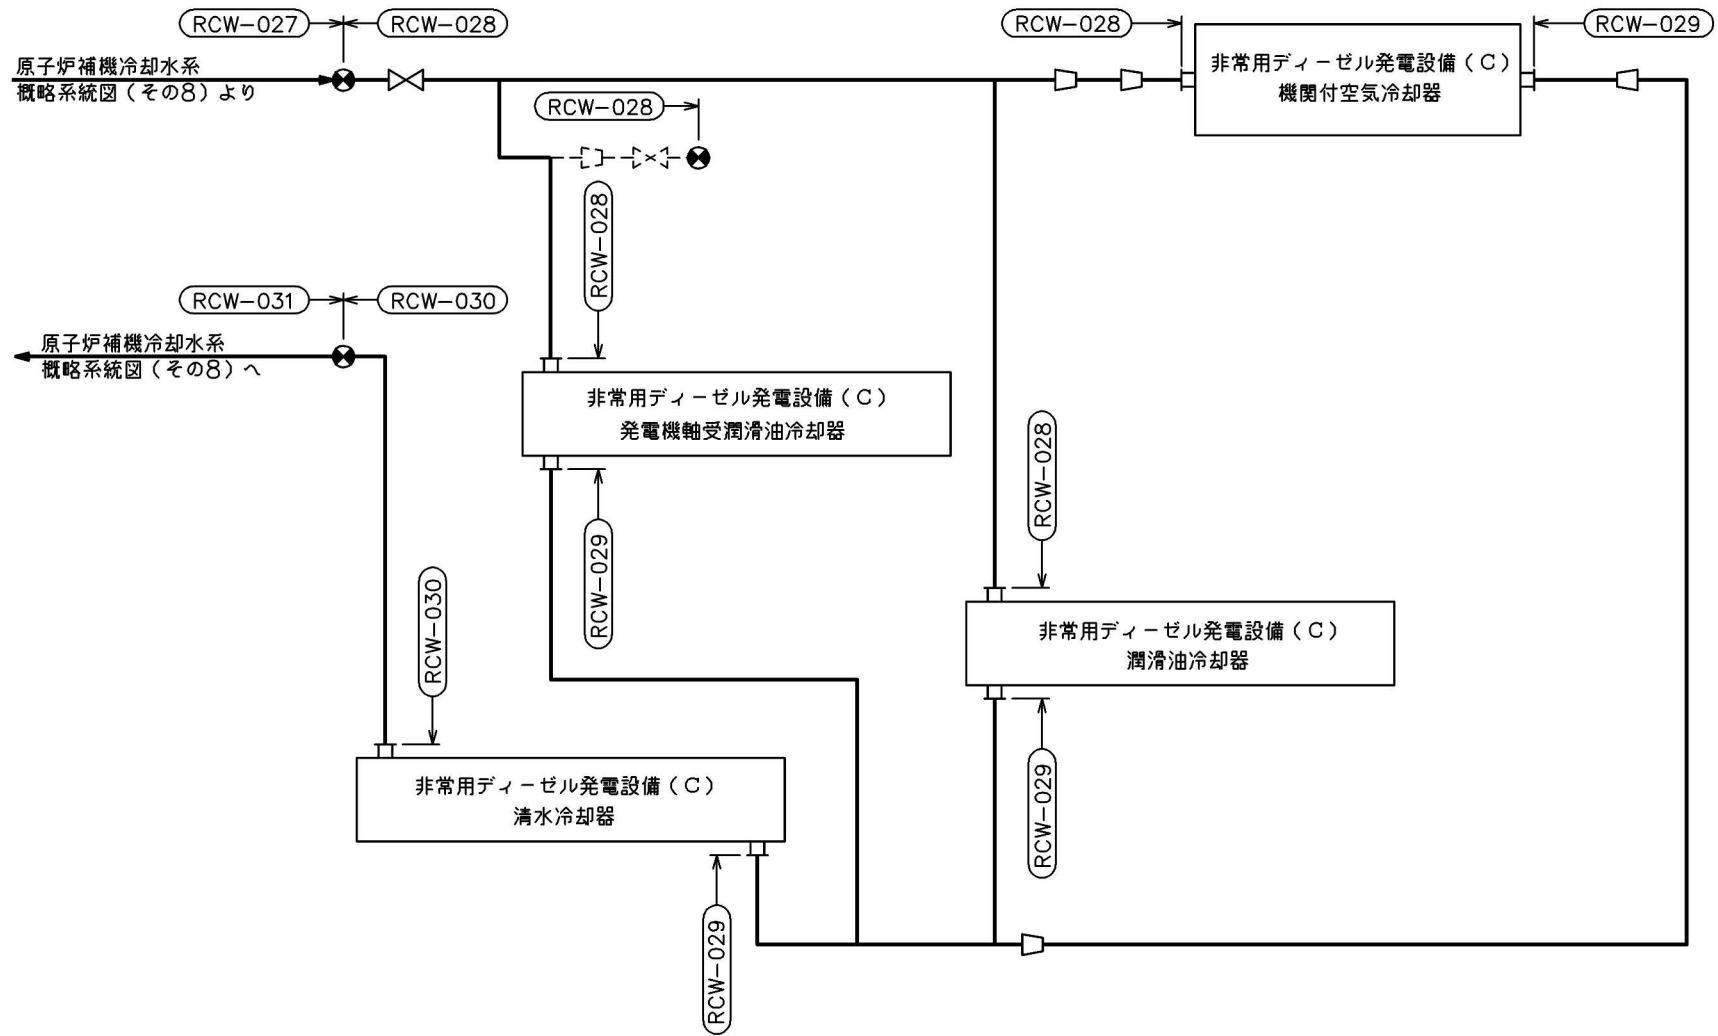 RCW-027
RCW-028
RCW-028
RCW-029
原子炉補機冷却水系
概略系統図（その8）より
非常用ディーゼル発電設備（C）
機関付空気冷却器
RCW-028
RCW-028
RCW-031
RCW-030
原子炉補機冷却水系
概略系統図（その8）へ
非常用ディーゼル発電設備（C）
発電機軸受潤滑油冷却器
RCW-028
RCW-029
RCW-030
非常用ディーゼル発電設備（C）
潤滑油冷却器
非常用ディーゼル発電設備（C）
清水冷却器
RCW-029
RCW-029